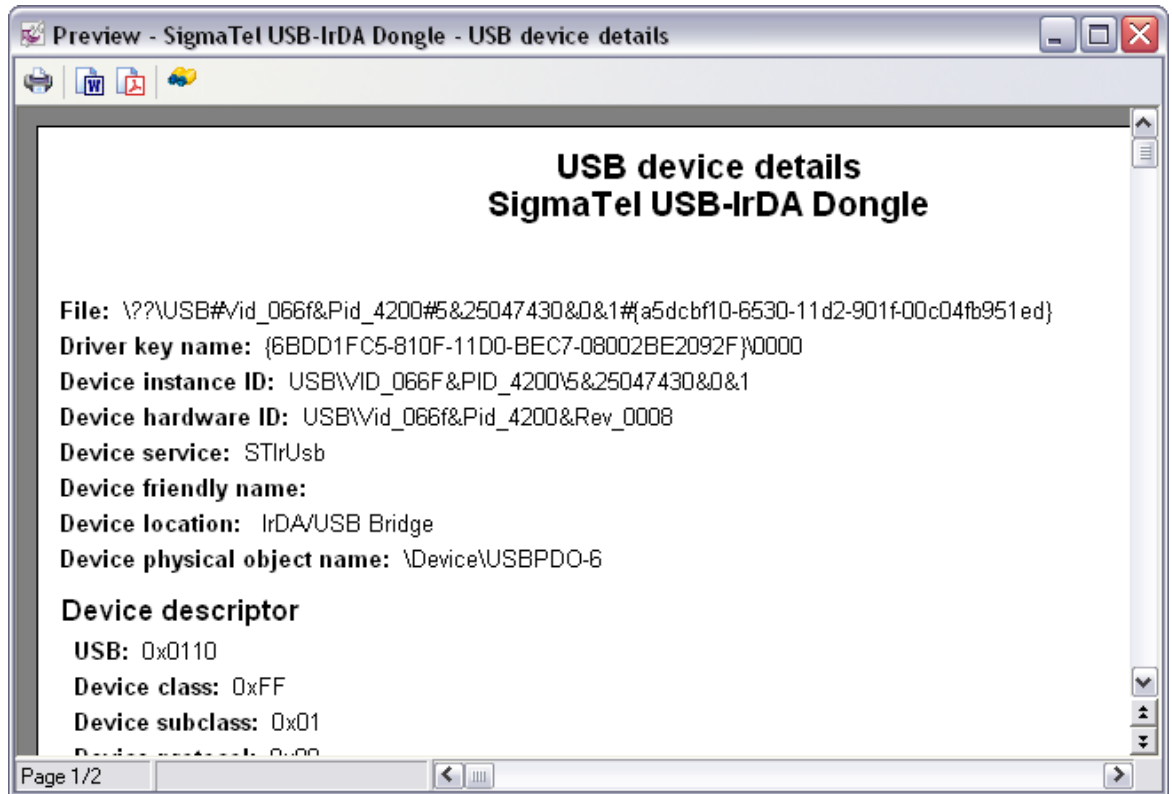 Preview - SigmaTel USB-IrDA Dongle - USB device details
USB device details
SigmaTel USB-IrDA Dongle
File: \??\USB#Vid_066f&Pid_4200#5&25047430&0&1#{a5dcbf10-6530-11d2-901f-00c04fb951ed}
Driver key name: {6BDD1FC5-810F-11D0-BEC7-08002BE2092F}\0000
Device instance ID: USB\VID_066F&PID_4200\5&25047430&0&1
Device hardware ID: USB\Vid_066f&Pid_4200&Rev_0008
Device service: STIrUsb
Device friendly name:
Device location: IrDA/USB Bridge
Device physical object name: \Device\USBPDO-6
Device descriptor
USB: 0x0110
Device class: 0xFF
Device subclass: 0x01
Page 1/2